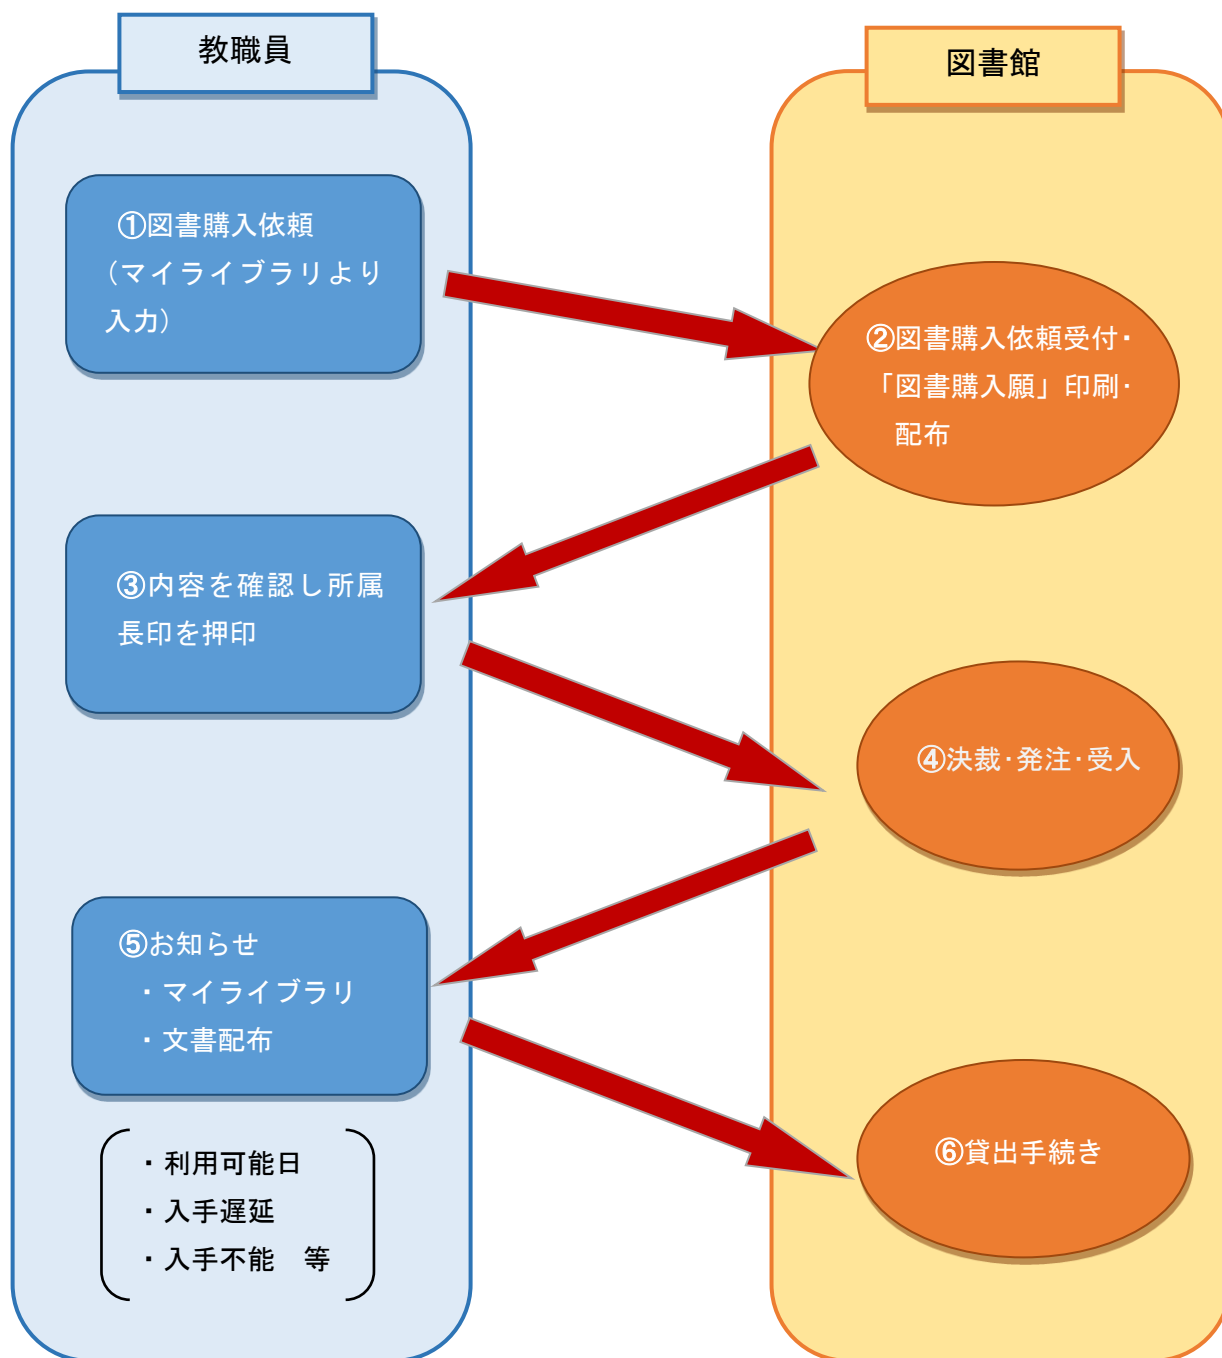 教職員
図書館
①図書購入依頼
（マイライブラリより
入力）
②図書購入依頼受付・
「図書購入願」印刷・
配布
③内容を確認し所属
長印を押印
④決裁・発注・受入
⑤お知らせ
・マイライブラリ
・文書配布
・利用可能日
・入手遅延
・入手不能　等
⑥貸出手続き